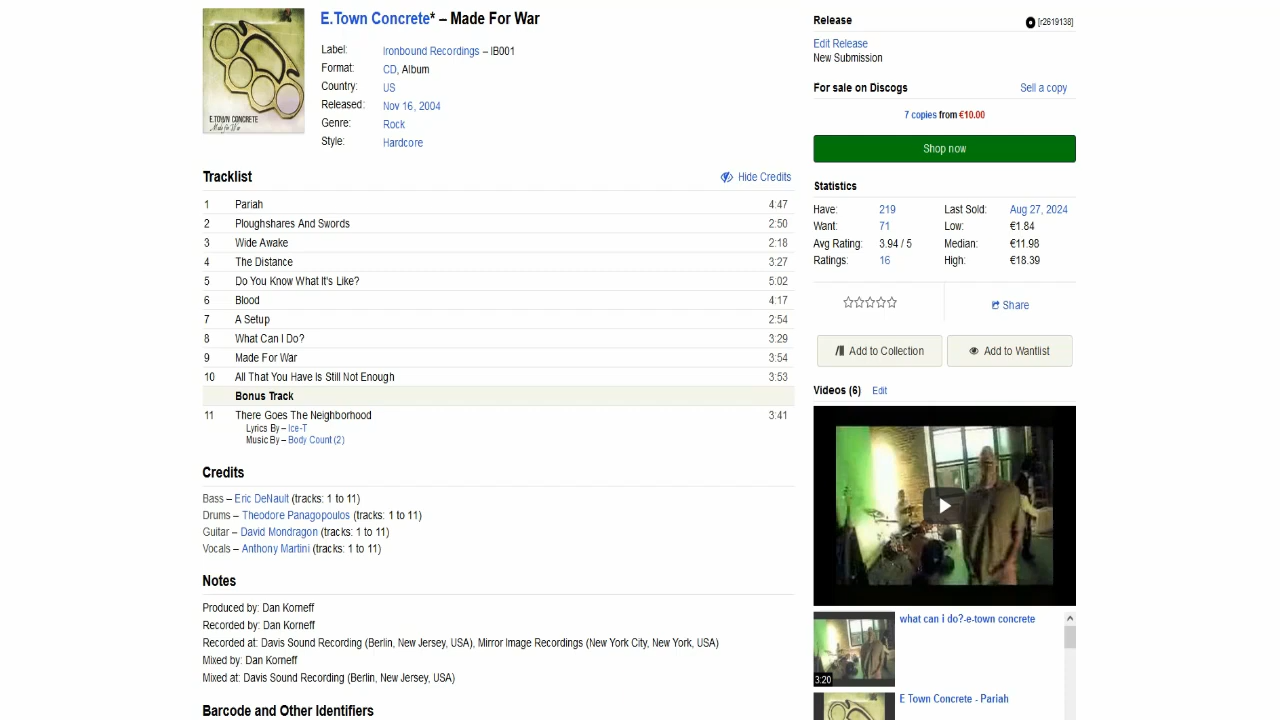 E.TOWN CONCRETE
Made for War
E.Town Concrete* – Made For War
Label: Ironbound Recordings – IB001
Format: CD, Album
Country: US
Released: Nov 16, 2004
Genre: Rock
Style: Hardcore
Tracklist
Hide Credits
1 Pariah 4:47
2 Ploughshares And Swords 2:50
3 Wide Awake 2:18
4 The Distance 3:27
5 Do You Know What It's Like? 5:02
6 Blood 4:17
7 A Setup 2:54
8 What Can I Do? 3:29
9 Made For War 3:54
10 All That You Have Is Still Not Enough 3:53
Bonus Track
11 There Goes The Neighborhood 3:41
Lyrics By – Ice-T
Music By – Body Count (2)
Credits
Bass – Eric DeNault (tracks: 1 to 11)
Drums – Theodore Panagopoulos (tracks: 1 to 11)
Guitar – David Mondragon (tracks: 1 to 11)
Vocals – Anthony Martini (tracks: 1 to 11)
Notes
Produced by: Dan Korneff
Recorded by: Dan Korneff
Recorded at: Davis Sound Recording (Berlin, New Jersey, USA), Mirror Image Recordings (New York City, New York, USA)
Mixed by: Dan Korneff
Mixed at: Davis Sound Recording (Berlin, New Jersey, USA)
Barcode and Other Identifiers
Release [r2619138]
Edit Release
New Submission
For sale on Discogs Sell a copy
7 copies from €10.00
Shop now
Statistics
Have: 219 Last Sold: Aug 27, 2024
Want: 71 Low: €1.84
Avg Rating: 3.94 / 5 Median: €11.98
Ratings: 16 High: €18.39
Share
Add to Collection Add to Wantlist
Videos (6) Edit
what can i do?-e-town concrete
3:20
E Town Concrete - Pariah